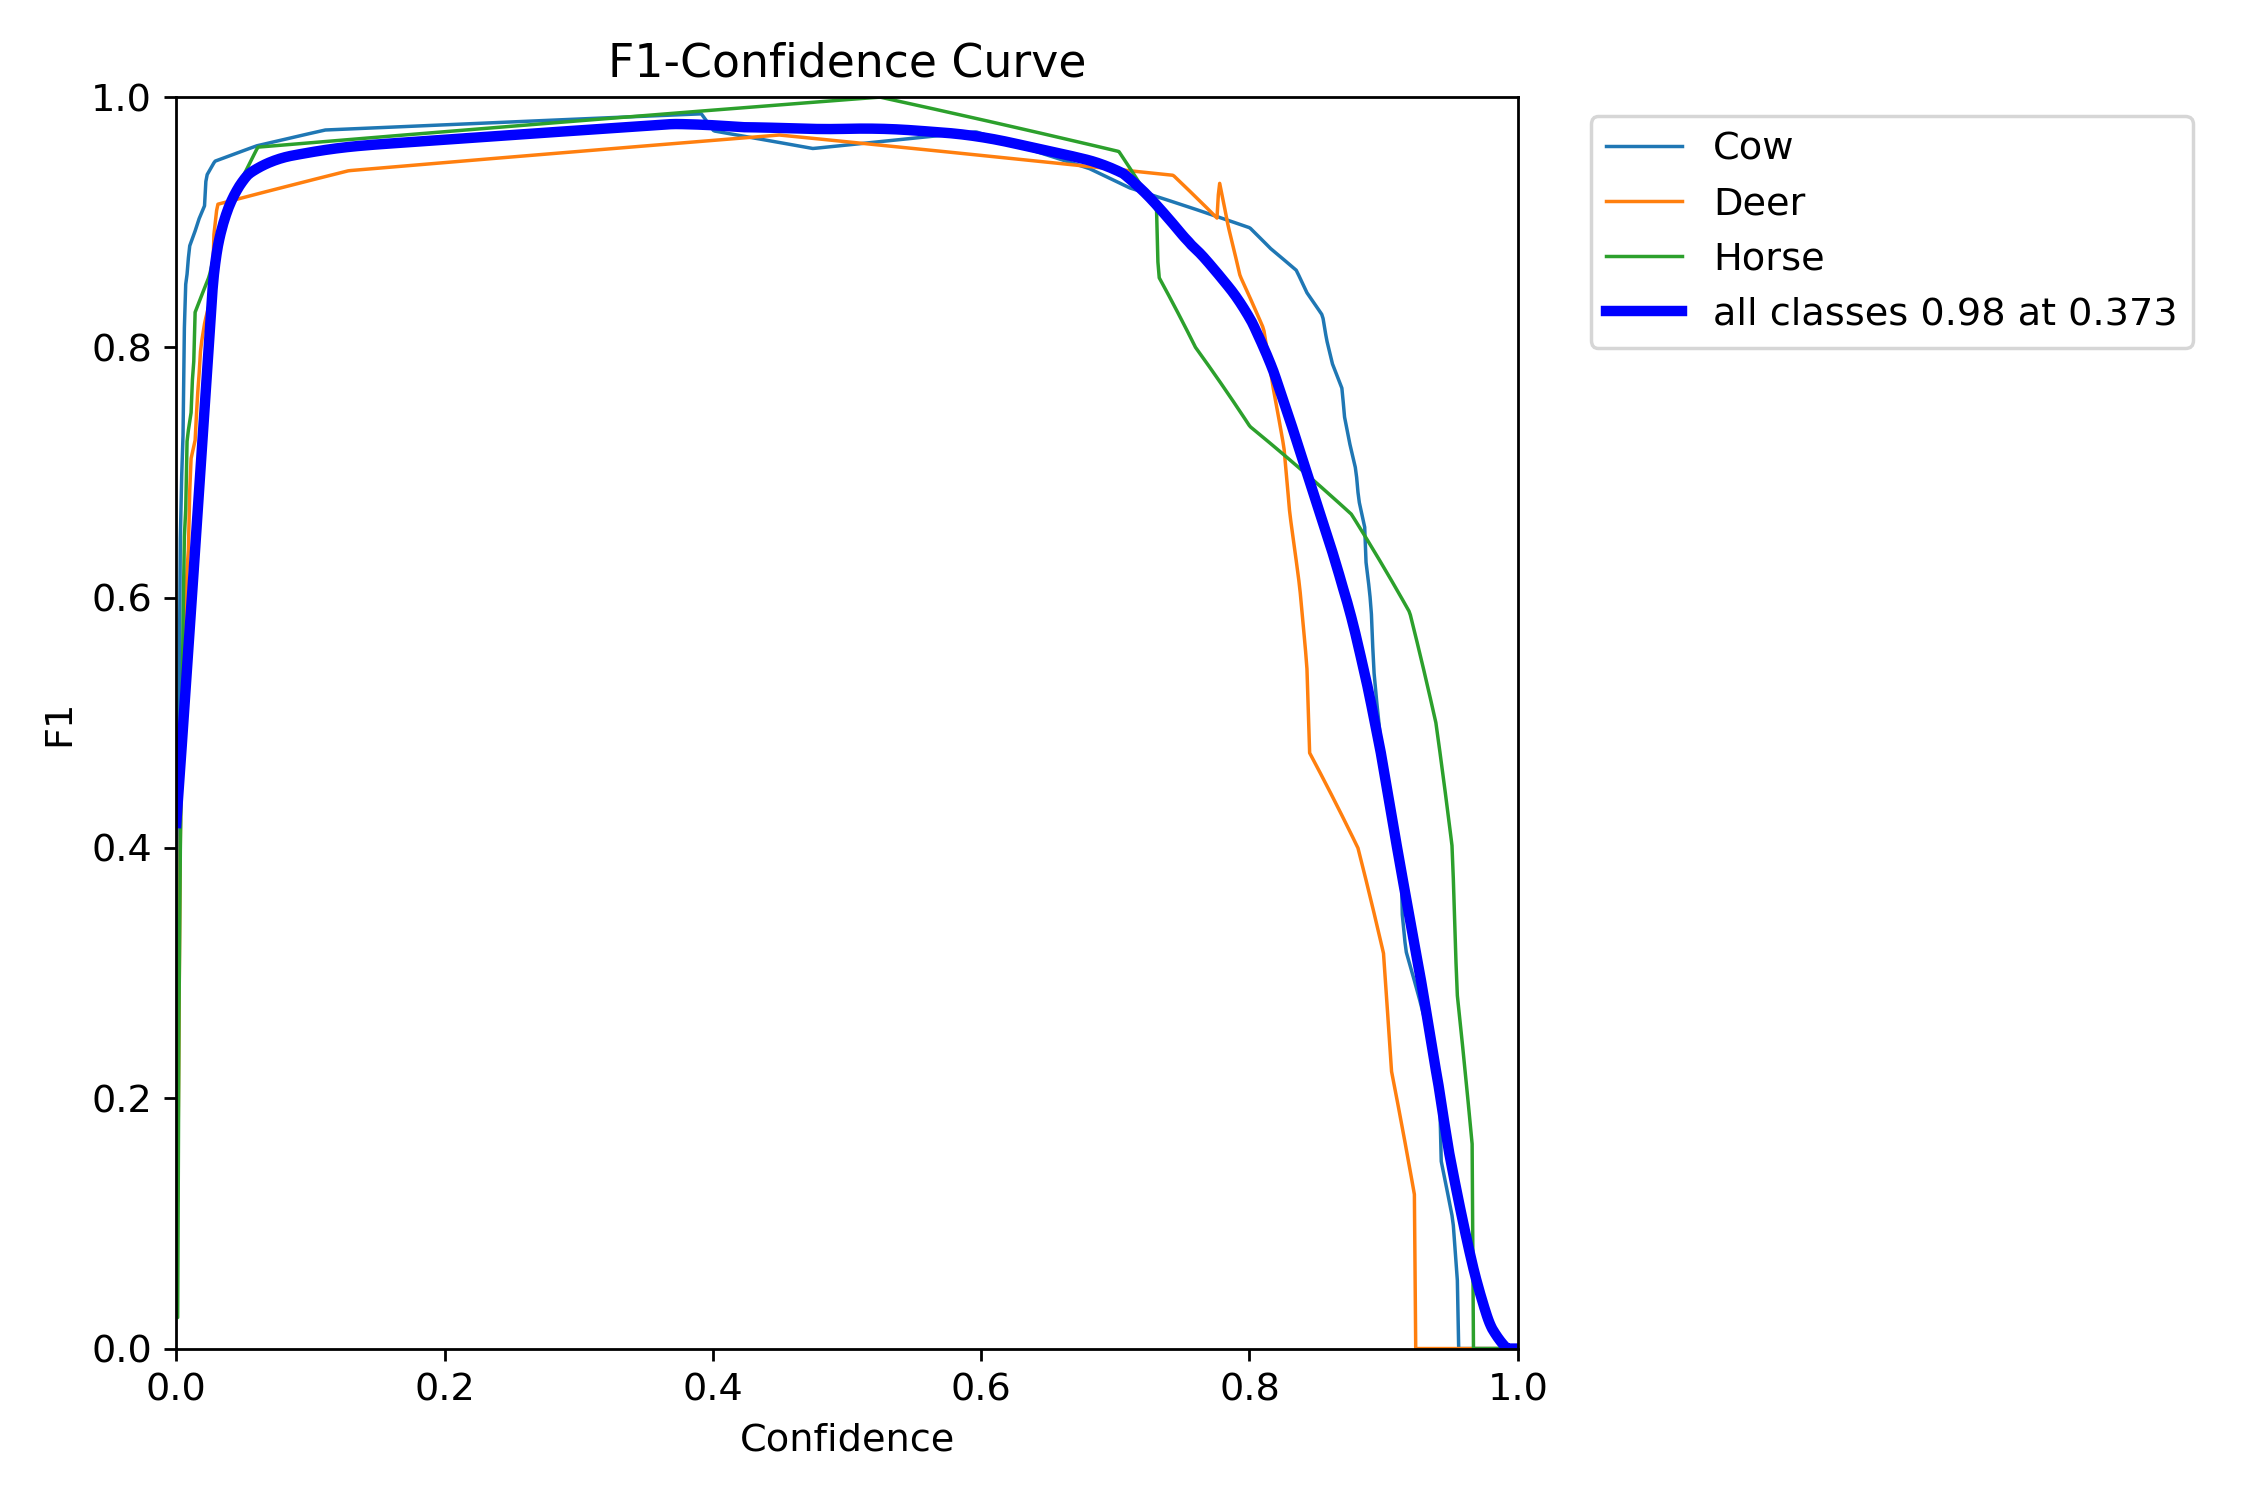 F1-Confidence Curve
1.0
0.8
0.6
0.4
0.2
0.0
F1
0.0 0.2 0.4 0.6 0.8 1.0
Confidence
Cow
Deer
Horse
all classes 0.98 at 0.373